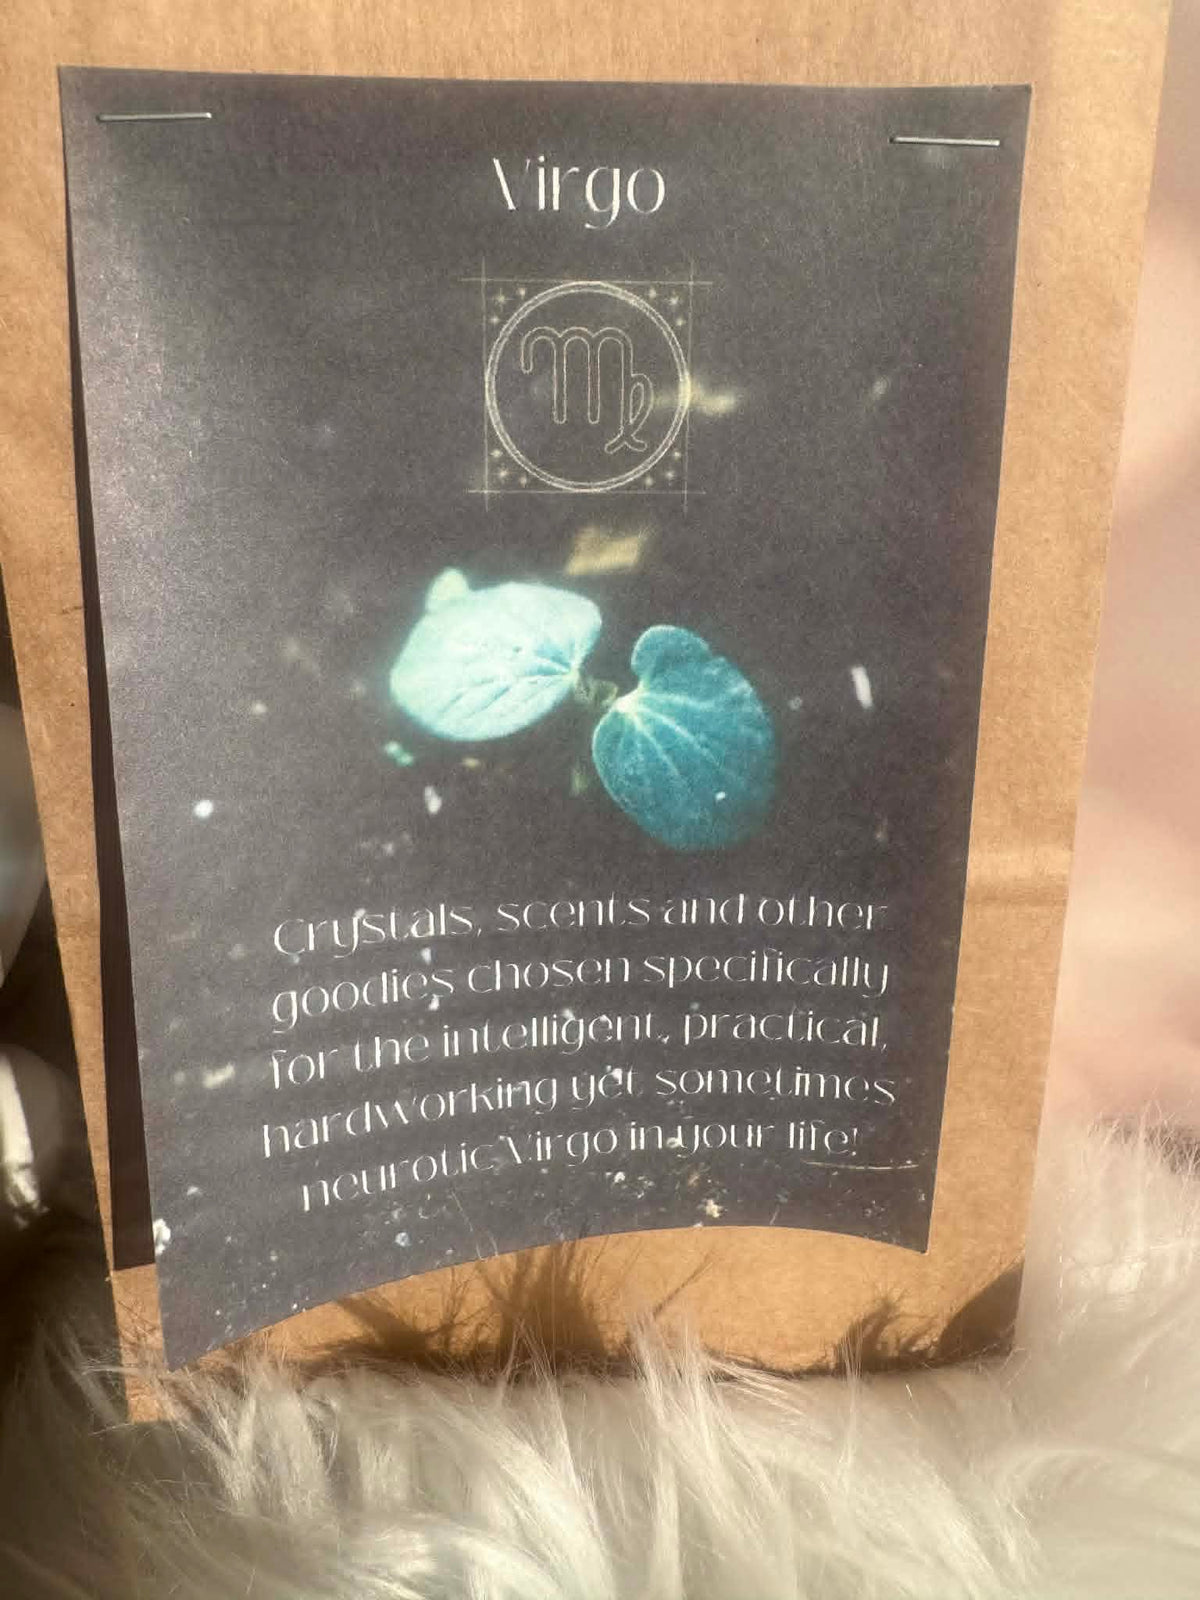 Virgo
Crystals, scents and other
goodies chosen specifically
for the intelligent, practical,
hardworking yet sometimes
neurotic Virgo in your life!